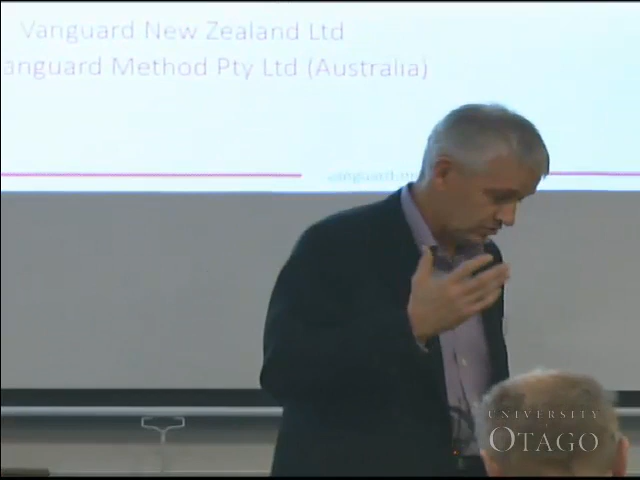 Vanguard New Zealand Ltd
anguard Method Pty Ltd (Australia)
UNIVERSITY
OTAGO